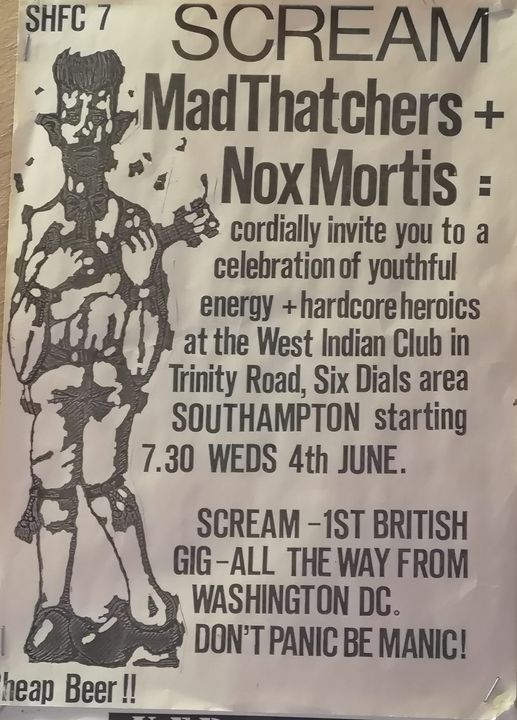 SHFC 7
SCREAM
Mad Thatchers +
Nox Mortis :
cordially invite you to a
celebration of youthful
energy + hardcore heroics
at the West Indian Club in
Trinity Road, Six Dials area
SOUTHAMPTON starting
7.30 WEDS 4th JUNE.
SCREAM - 1ST BRITISH
GIG - ALL THE WAY FROM
WASHINGTON DC.
DON'T PANIC BE MANIC!
heap Beer!!